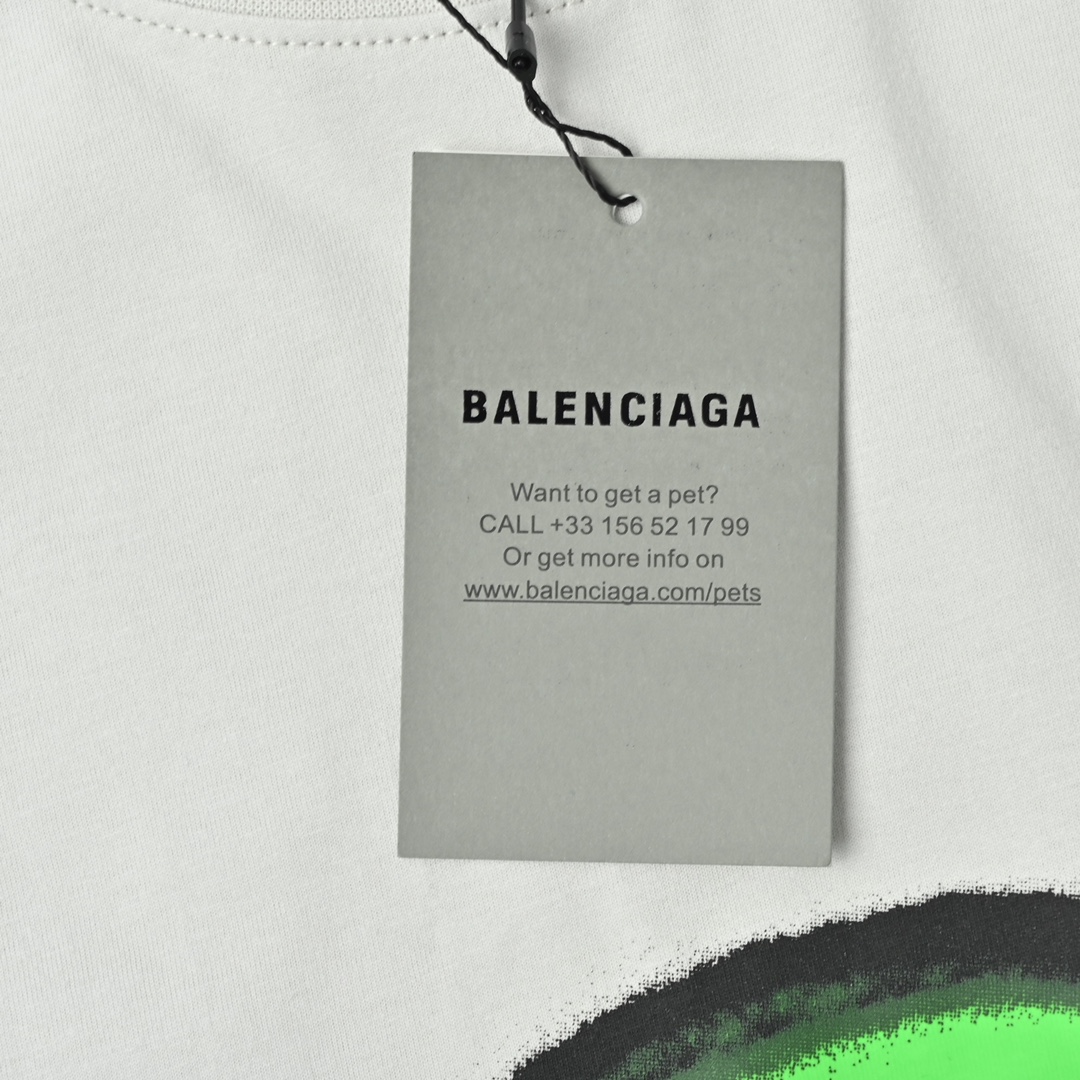 BALENCIAGA
Want to get a pet?
CALL +33 156 52 17 99
Or get more info on
www.balenciaga.com/pets